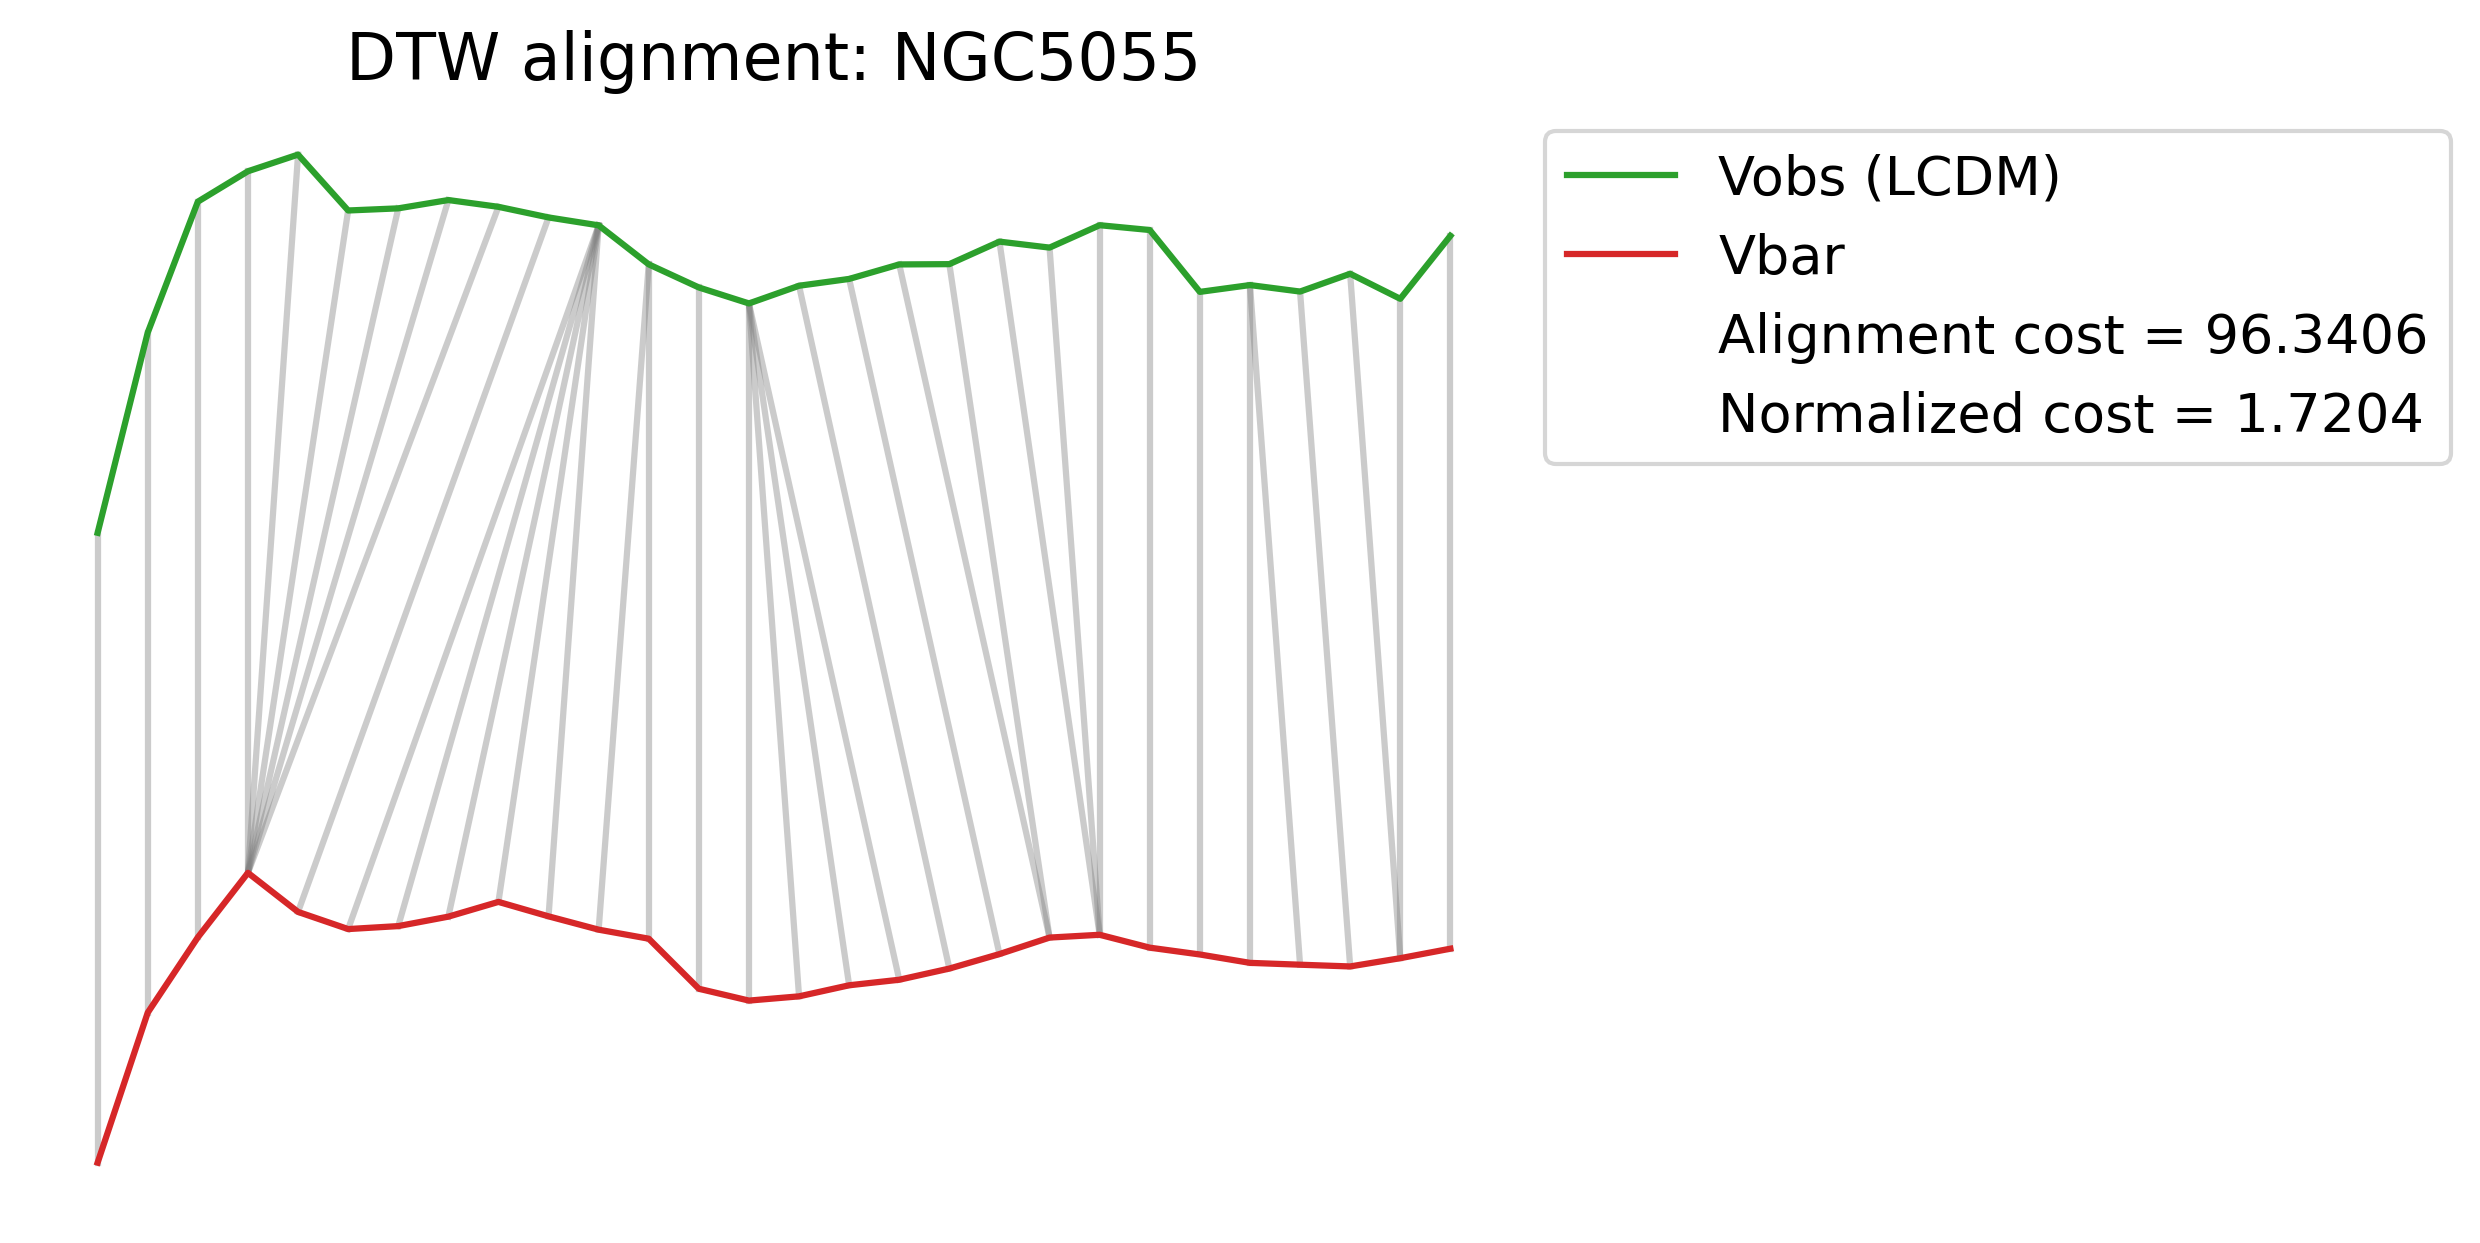 DTW alignment: NGC5055
Vobs (LCDM)
Vbar
Alignment cost = 96.3406
Normalized cost = 1.7204